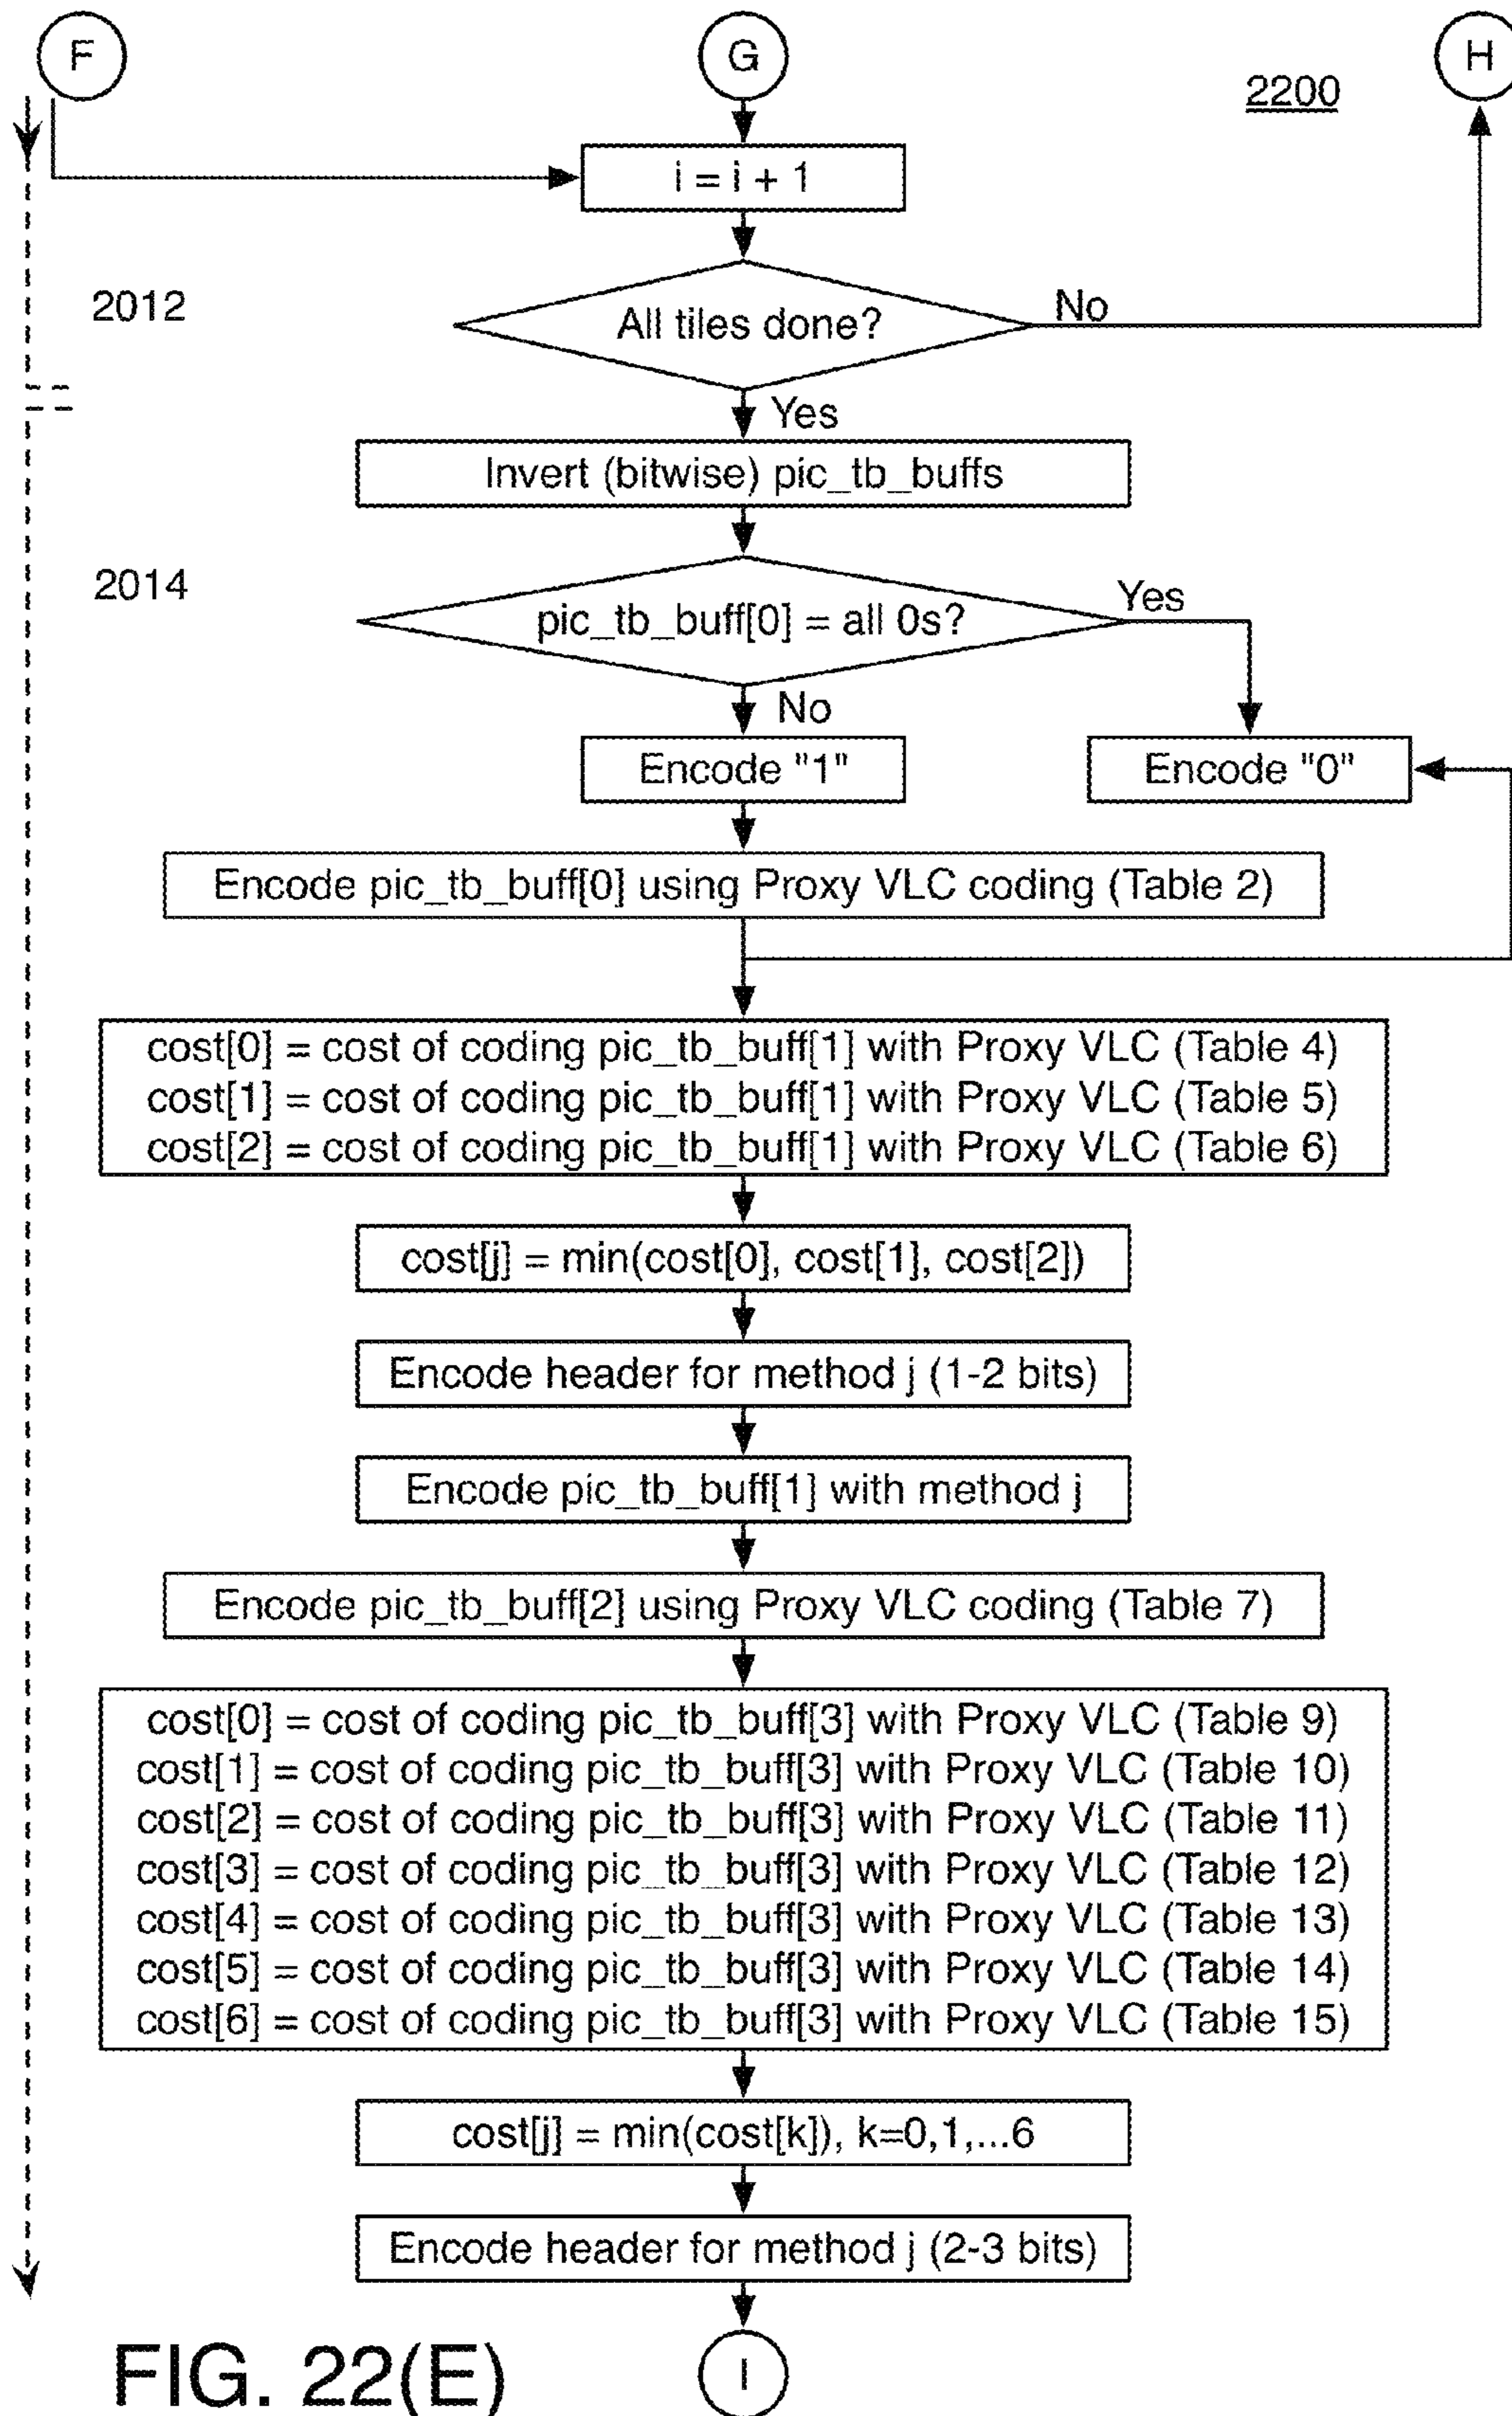 F
G
H
2200
i = i + 1
2012
All tiles done?
No
Yes
Invert (bitwise) pic_tb_buffs
2014
pic_tb_buff[0] = all 0s?
Yes
No
Encode "1"
Encode "0"
Encode pic_tb_buff[0] using Proxy VLC coding (Table 2)
cost[0] = cost of coding pic_tb_buff[1] with Proxy VLC (Table 4)
cost[1] = cost of coding pic_tb_buff[1] with Proxy VLC (Table 5)
cost[2] = cost of coding pic_tb_buff[1] with Proxy VLC (Table 6)
cost[j] = min(cost[0], cost[1], cost[2])
Encode header for method j (1-2 bits)
Encode pic_tb_buff[1] with method j
Encode pic_tb_buff[2] using Proxy VLC coding (Table 7)
cost[0] = cost of coding pic_tb_buff[3] with Proxy VLC (Table 9)
cost[1] = cost of coding pic_tb_buff[3] with Proxy VLC (Table 10)
cost[2] = cost of coding pic_tb_buff[3] with Proxy VLC (Table 11)
cost[3] = cost of coding pic_tb_buff[3] with Proxy VLC (Table 12)
cost[4] = cost of coding pic_tb_buff[3] with Proxy VLC (Table 13)
cost[5] = cost of coding pic_tb_buff[3] with Proxy VLC (Table 14)
cost[6] = cost of coding pic_tb_buff[3] with Proxy VLC (Table 15)
cost[j] = min(cost[k]), k=0,1,...6
Encode header for method j (2-3 bits)
FIG. 22(E)
I